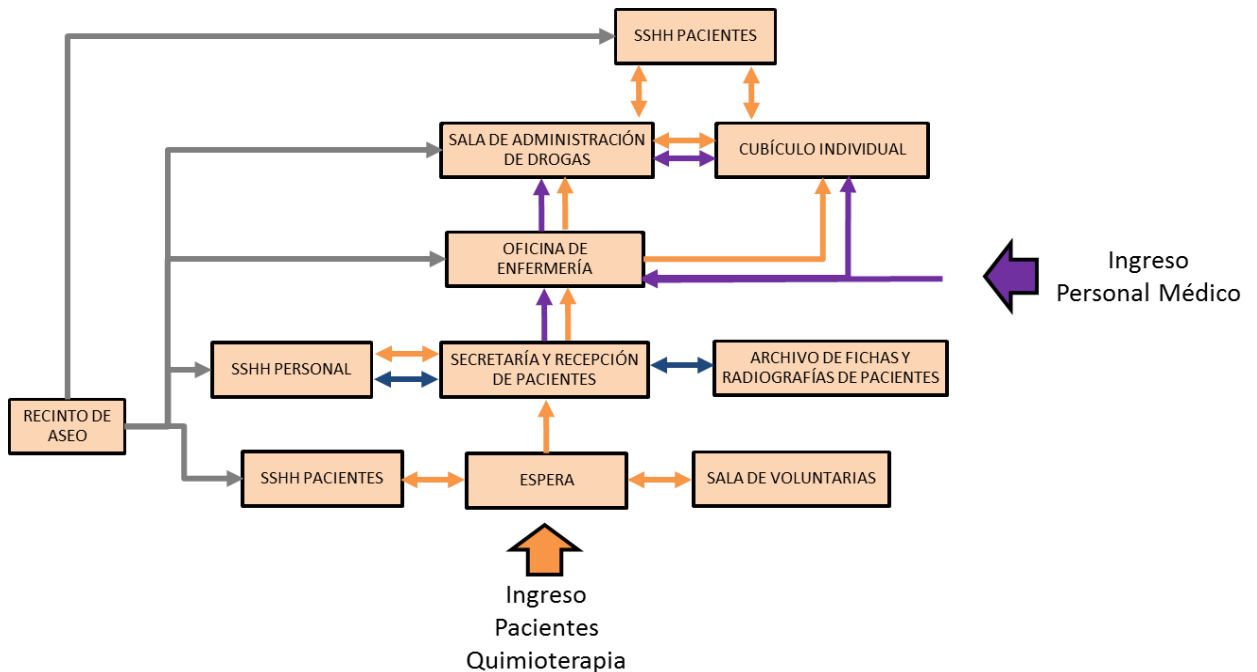 SSHH PACIENTES
SALA DE ADMINISTRACIÓN
DE DROGAS
CUBÍCULO INDIVIDUAL
OFICINA DE
ENFERMERÍA
Ingreso
Personal Médico
SSHH PERSONAL
SECRETARÍA Y RECEPCIÓN
DE PACIENTES
ARCHIVO DE FICHAS Y
RADIOGRAFÍAS DE PACIENTES
RECINTO DE
ASEO
SSHH PACIENTES
ESPERA
SALA DE VOLUNTARIAS
Ingreso
Pacientes
Quimioterapia